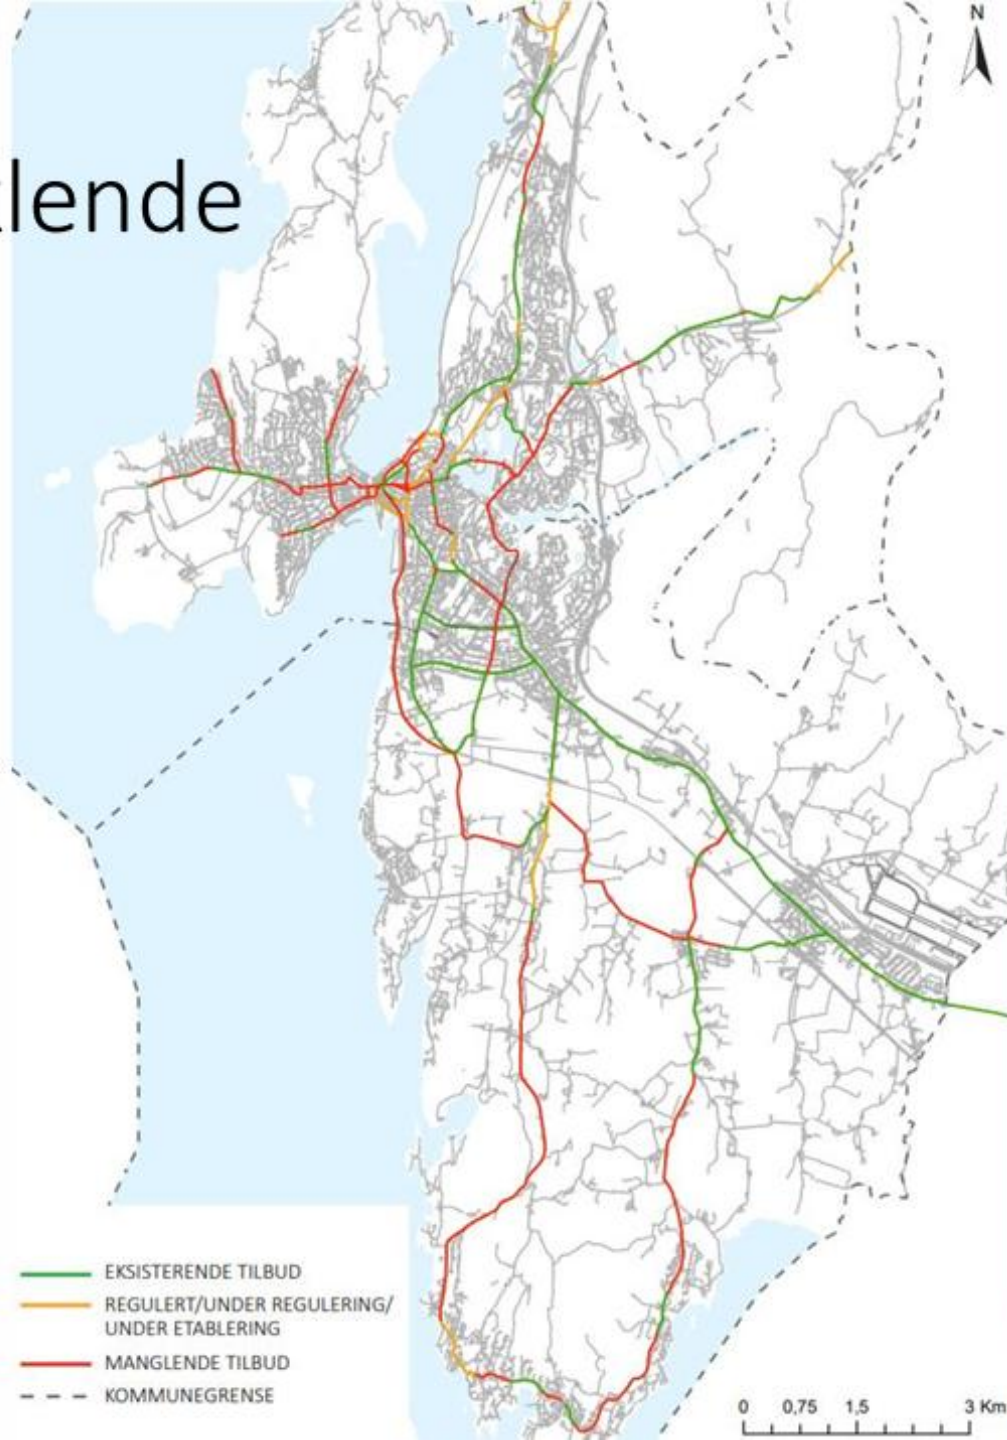 N
lende
EKSISTERENDE TILBUD
REGULERT/UNDER REGULERING/
UNDER ETABLERING
MANGLENDE TILBUD
KOMMUNEGRENSE
0 0,75 1,5 3 Km